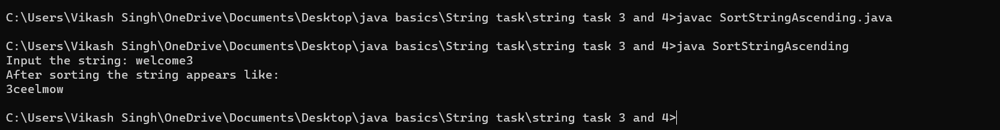 C:\Users\Vikash Singh\OneDrive\Documents\Desktop\java basics\String task\string task 3 and 4>javac SortStringAscending.java
C:\Users\Vikash Singh\OneDrive\Documents\Desktop\java basics\String task\string task 3 and 4>java SortStringAscending
Input the string: welcome3
After sorting the string appears like:
3ceelmow
C:\Users\Vikash Singh\OneDrive\Documents\Desktop\java basics\String task\string task 3 and 4>